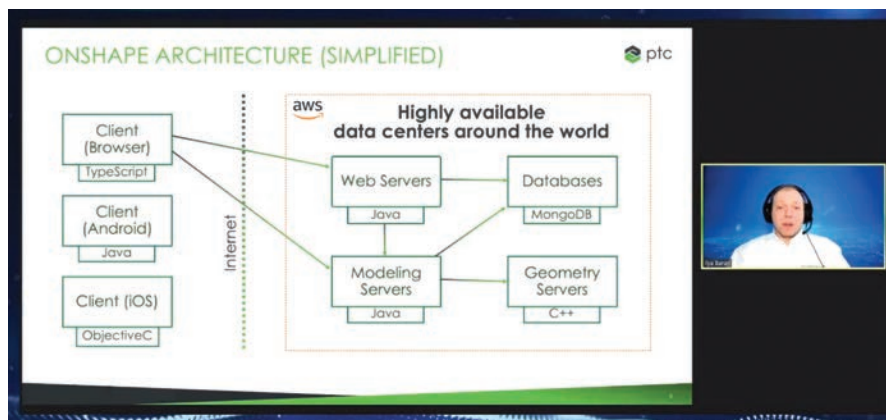 ONSHAPE ARCHITECTURE (SIMPLIFIED)
ptc
Client
(Browser)
TypeScript
Client
(Android)
Java
Client (iOS)
ObjectiveC
Internet
aws
Highly available
data centers around the world
Web Servers
Java
Databases
MongoDB
Modeling
Servers
Java
Geometry
Servers
C++